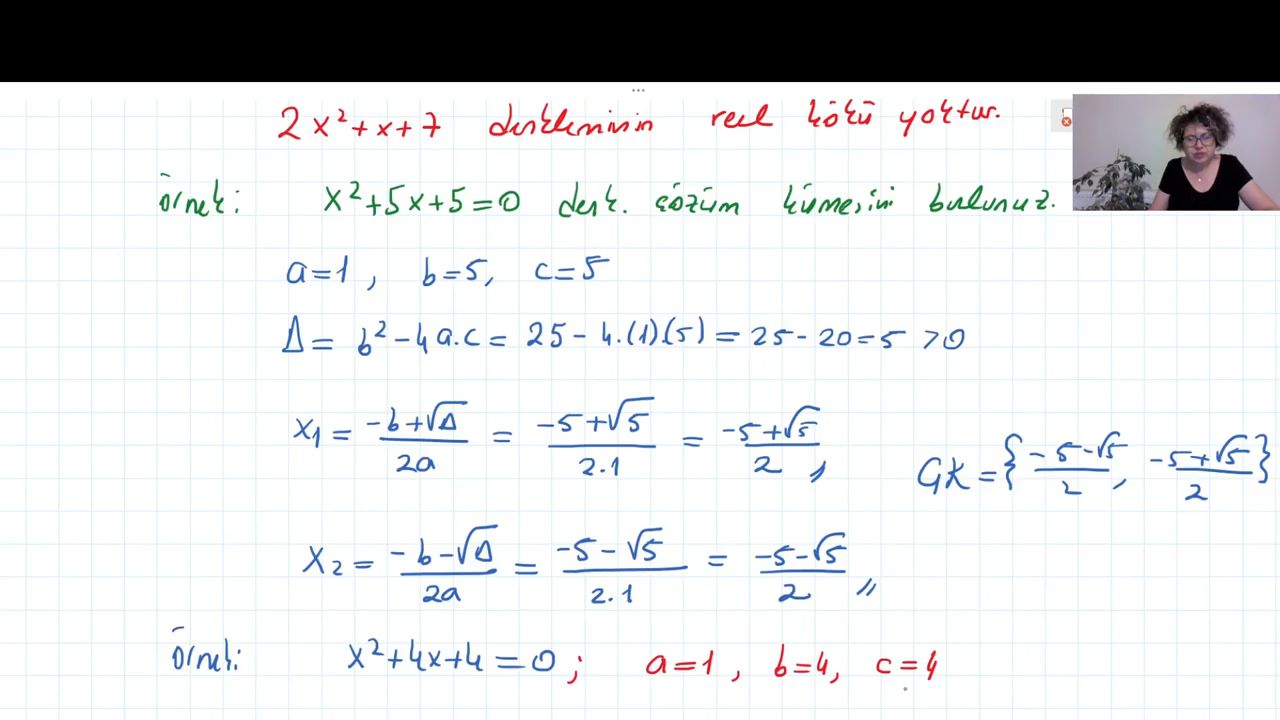 2x²+x+7 denkleminin reel kökü yoktur.
örnek: x²+5x+5=0 denk. çözüm kümesini bulunuz.
a=1, b=5, c=5
Δ= b²-4a.c= 25-4.(1)(5)=25-20=5 >0
x₁= (-b+√Δ)/2a = (-5+√5)/2.1 = (-5+√5)/2,,
ÇK={(-5-√5)/2, (-5+√5)/2}
x₂= (-b-√Δ)/2a = (-5-√5)/2.1 = (-5-√5)/2,,
örnek: x²+4x+4=0; a=1, b=4, c=4